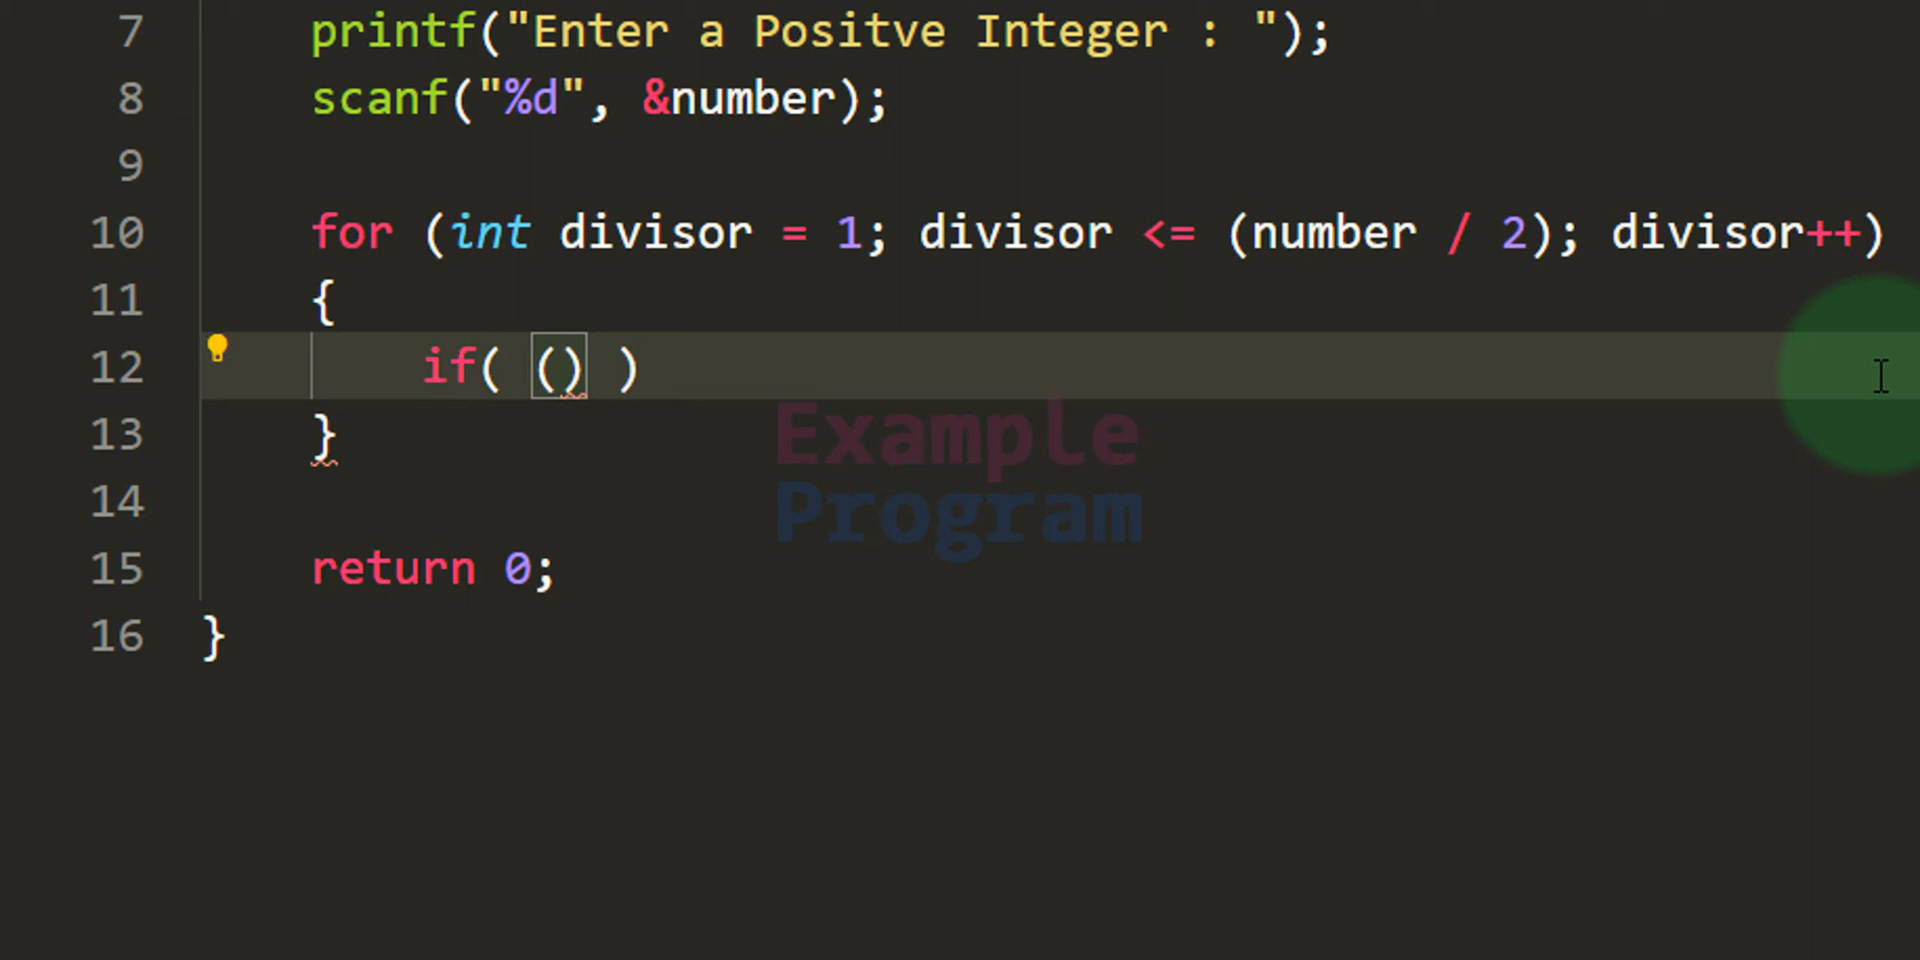 7 printf("Enter a Positve Integer : ");
8 scanf("%d", &number);
9
10 for (int divisor = 1; divisor <= (number / 2); divisor++)
11 {
12 if( () )
13 }
14
15 return 0;
16 }
Example
Program